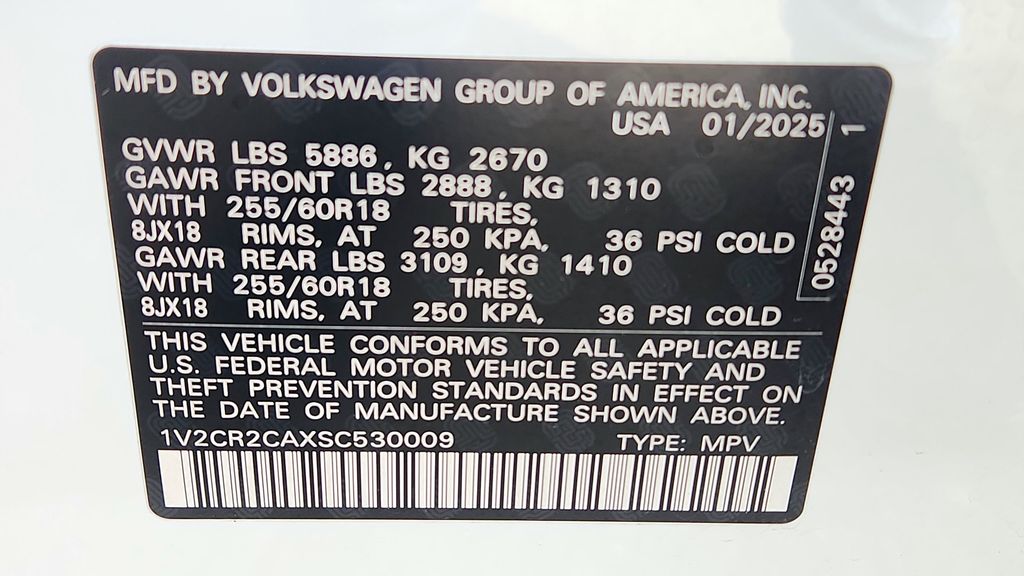 MFD BY VOLKSWAGEN GROUP OF AMERICA, INC.
USA 01/2025
GVWR LBS 5886, KG 2670
GAWR FRONT LBS 2888, KG 1310
WITH 255/60R18 TIRES,
8JX18 RIMS, AT 250 KPA, 36 PSI COLD
GAWR REAR LBS 3109, KG 1410
WITH 255/60R18 TIRES,
8JX18 RIMS, AT 250 KPA, 36 PSI COLD
0528443 1
THIS VEHICLE CONFORMS TO ALL APPLICABLE
U.S. FEDERAL MOTOR VEHICLE SAFETY AND
THEFT PREVENTION STANDARDS IN EFFECT ON
THE DATE OF MANUFACTURE SHOWN ABOVE.
1V2CR2CAXSC530009 TYPE: MPV